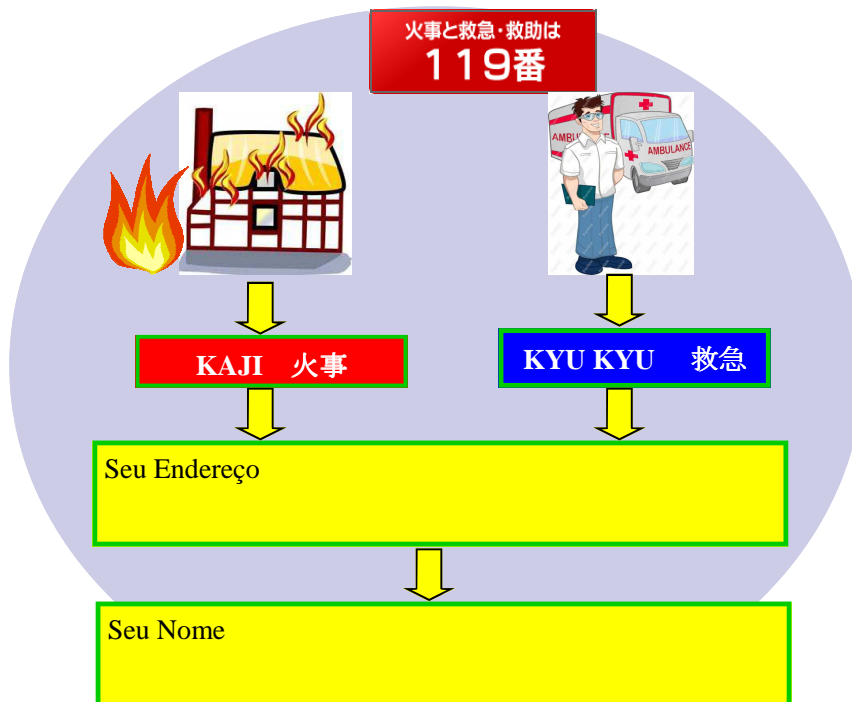 火事と救急・救助は
119番
AMBULANCE
AMBULANCE
KAJI　火事
KYU KYU　救急
Seu Endereço
Seu Nome